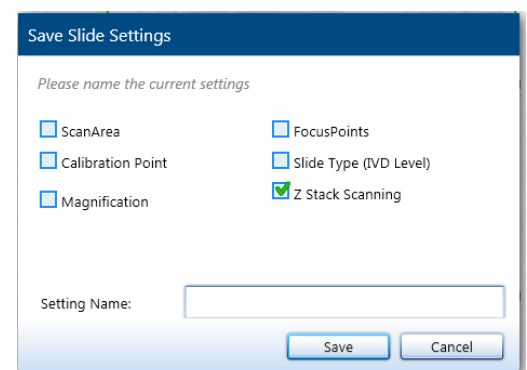 Save Slide Settings
Please name the current settings
ScanArea FocusPoints
Calibration Point Slide Type (IVD Level)
Magnification Z Stack Scanning
Setting Name:
Save Cancel